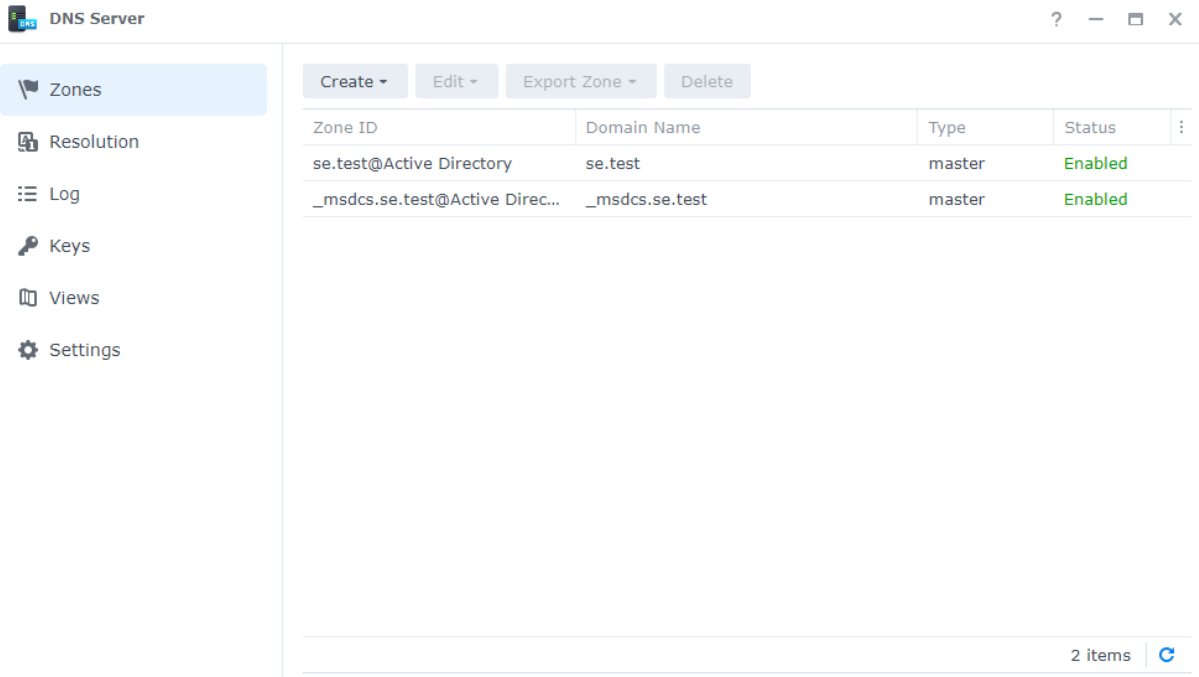 DNS Server
Zones
Resolution
Log
Keys
Views
Settings
Create Edit Export Zone Delete
Zone ID Domain Name Type Status
se.test@Active Directory se.test master Enabled
_msdcs.se.test@Active Direc... _msdcs.se.test master Enabled
2 items